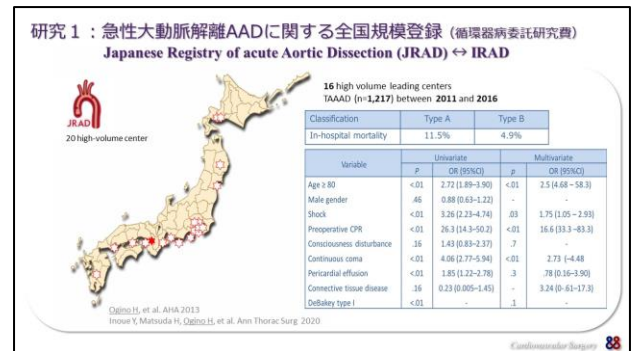 研究１：急性大動脈解離AADに関する全国規模登録（循環器病委託研究費）
Japanese Registry of acute Aortic Dissection (JRAD) ⇔ IRAD
JRAD
20 high-volume center
16 high volume leading centers
TAAAD (n=1,217) between 2011 and 2016
Classification Type A Type B
In-hospital mortality 11.5% 4.9%
Variable Univariate Multivariate
P OR (95%CI) p OR (95%CI)
Age ≥ 80 <.01 2.72 (1.89–3.90) <.01 2.5 (4.68 – 58.3)
Male gender .46 0.88 (0.63–1.22) - -
Shock <.01 3.26 (2.23–4.74) .03 1.75 (1.05 – 2.93)
Preoperative CPR <.01 26.3 (14.3–50.2) <.01 16.6 (33.3 –83.3)
Consciousness disturbance .16 1.43 (0.83–2.37) .7 -
Continuous coma <.01 4.06 (2.77–5.94) <.01 2.73 (–4.48
Pericardial effusion <.01 1.85 (1.22–2.78) .3 .78 (0.16–3.90)
Connective tissue disease .16 0.23 (0.005–1.45) - 3.24 (0-.61–17.3)
DeBakey type I <.01 - .1 -
Ogino H, et al. AHA 2013
Inoue Y, Matsuda H, Ogino H, et al. Ann Thorac Surg 2020
Cardiovascular Surgery 88